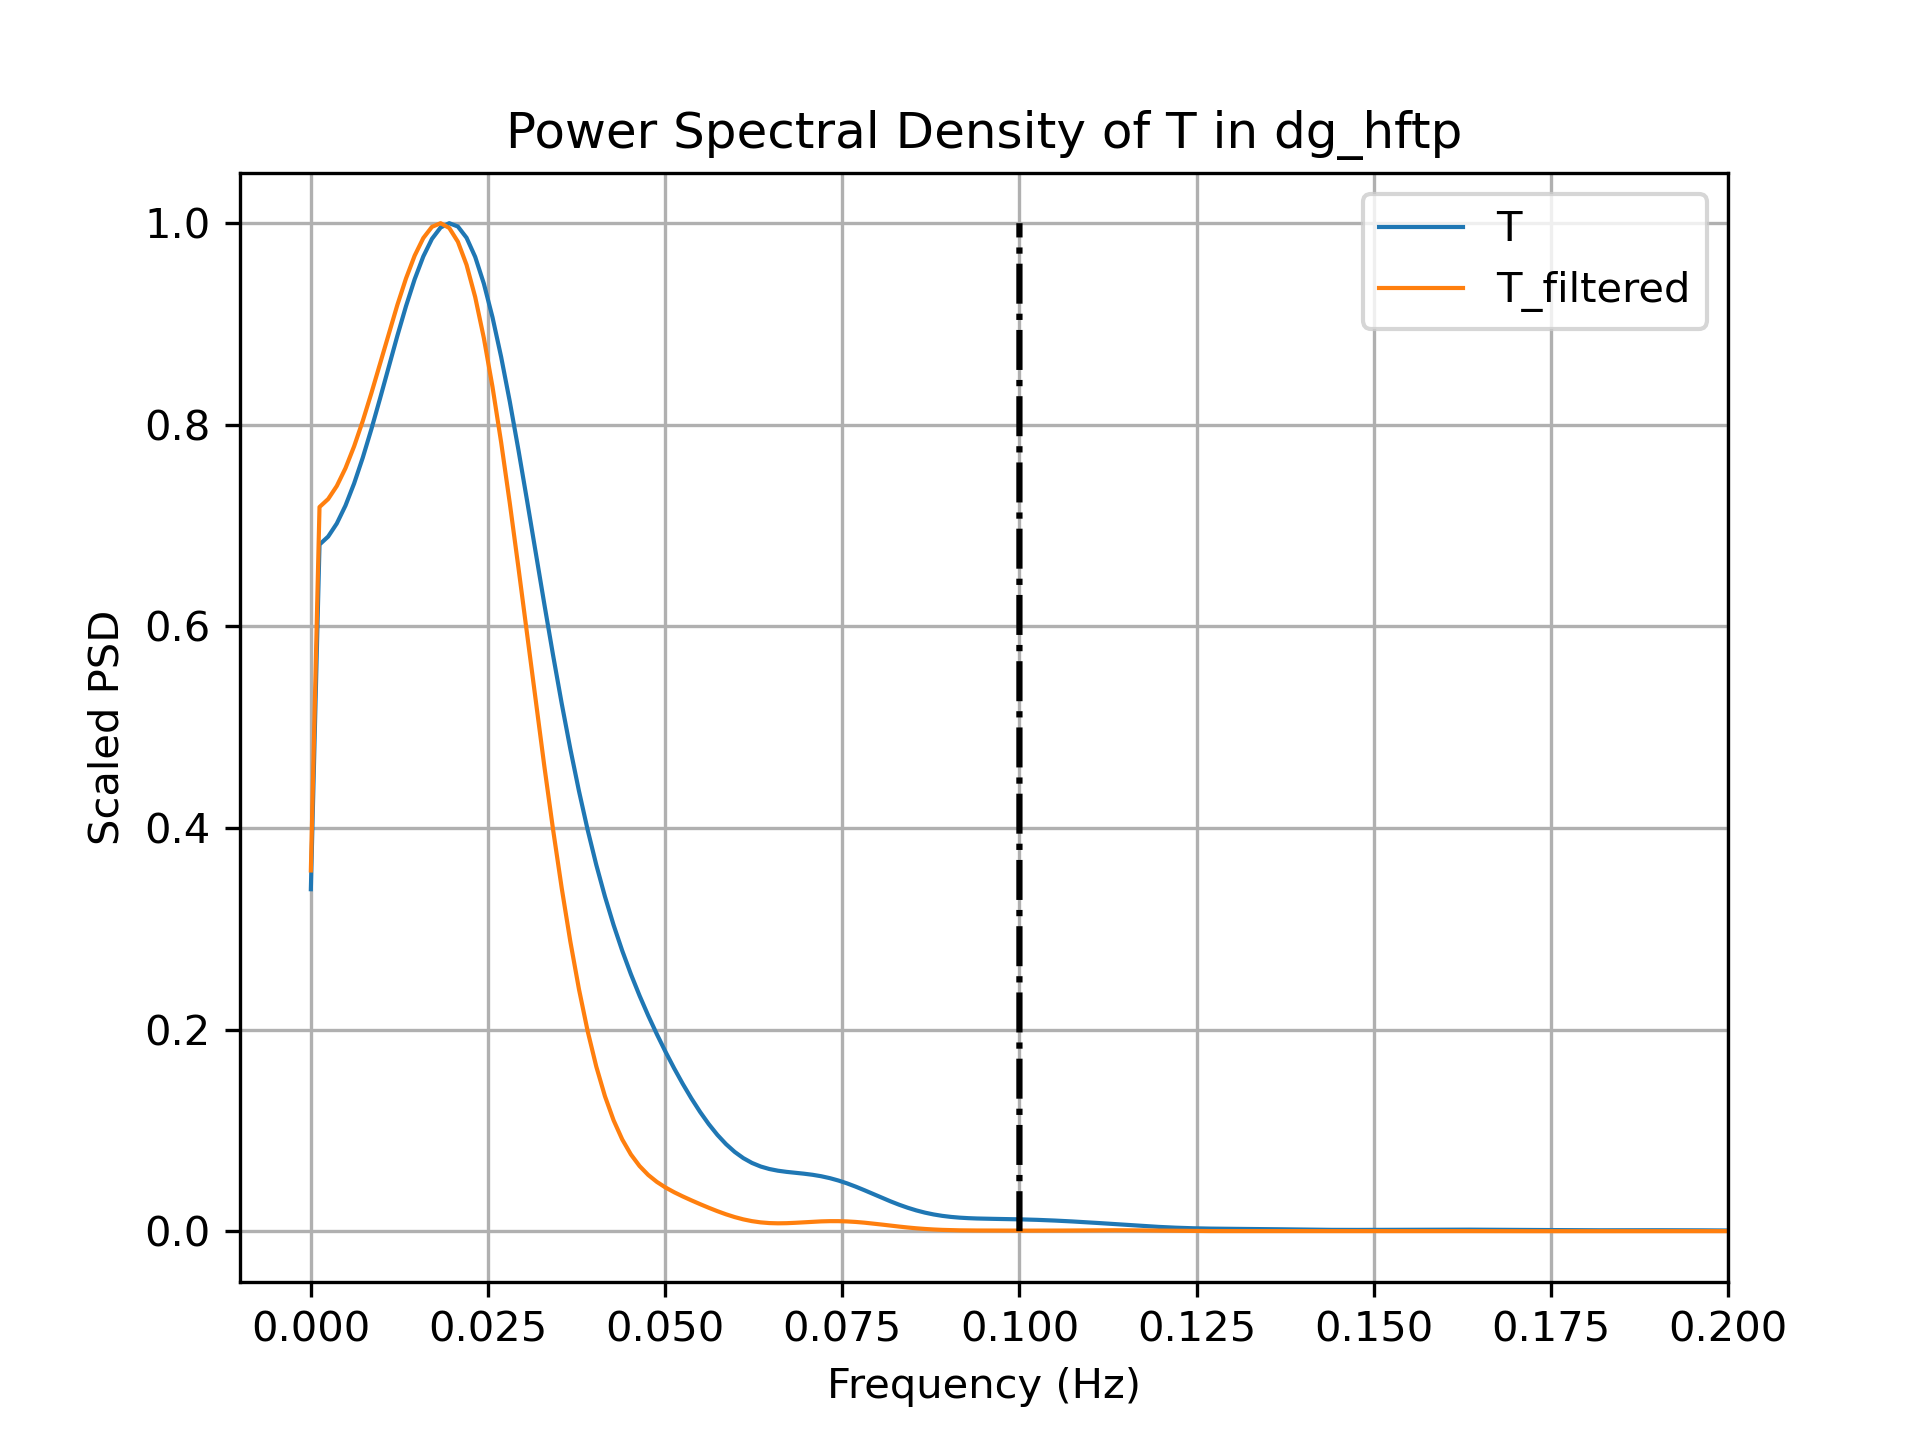 Power Spectral Density of T in dg_hftp
T
T_filtered
1.0
0.8
0.6
0.4
0.2
0.0
Scaled PSD
0.000 0.025 0.050 0.075 0.100 0.125 0.150 0.175 0.200
Frequency (Hz)